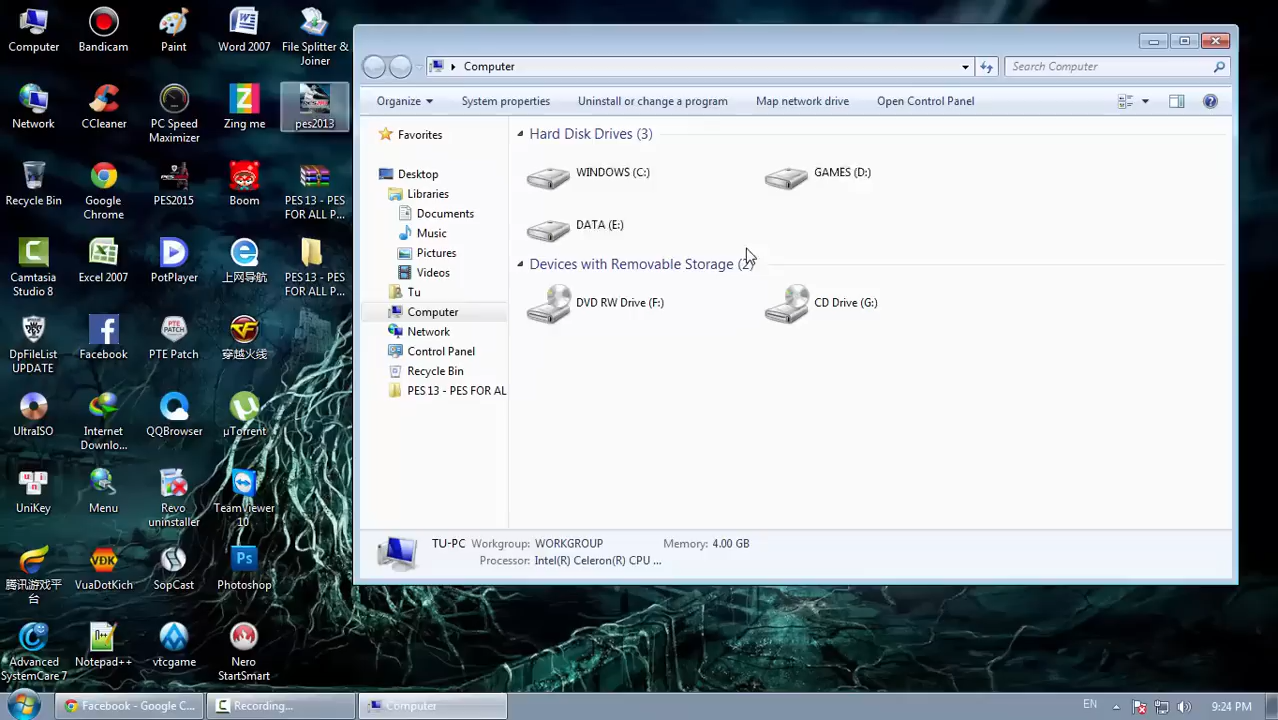 Computer
Bandicam
Paint
Word 2007
File Splitter &
Joiner
Network
CCleaner
PC Speed
Maximizer
Zing me
pes2013
Recycle Bin
Google
Chrome
PES2015
Boom
PES 13 - PES
FOR ALL P...
Camtasia
Studio 8
Excel 2007
PotPlayer
上网导航
PES 13 - PES
FOR ALL P...
DpFileList
UPDATE
Facebook
PTE PATCH
PTE Patch
穿越火线
UltraISO
Internet
Downlo...
QQBrowser
µTorrent
UniKey
Menu
Revo
uninstaller
TeamViewer
10
腾讯游戏平
台
VDK
VuaDotKich
SopCast
Ps
Photoshop
Advanced
SystemCare 7
Notepad++
vtcgame
Nero
StartSmart
Computer
Search Computer
Organize
System properties
Uninstall or change a program
Map network drive
Open Control Panel
Favorites
Desktop
Libraries
Documents
Music
Pictures
Videos
Tu
Computer
Network
Control Panel
Recycle Bin
PES 13 - PES FOR AL
Hard Disk Drives (3)
WINDOWS (C:)
GAMES (D:)
DATA (E:)
Devices with Removable Storage (2)
DVD RW Drive (F:)
CD Drive (G:)
TU-PC Workgroup: WORKGROUP Memory: 4.00 GB
Processor: Intel(R) Celeron(R) CPU ...
Facebook - Google C...
Recording...
Computer
EN
9:24 PM